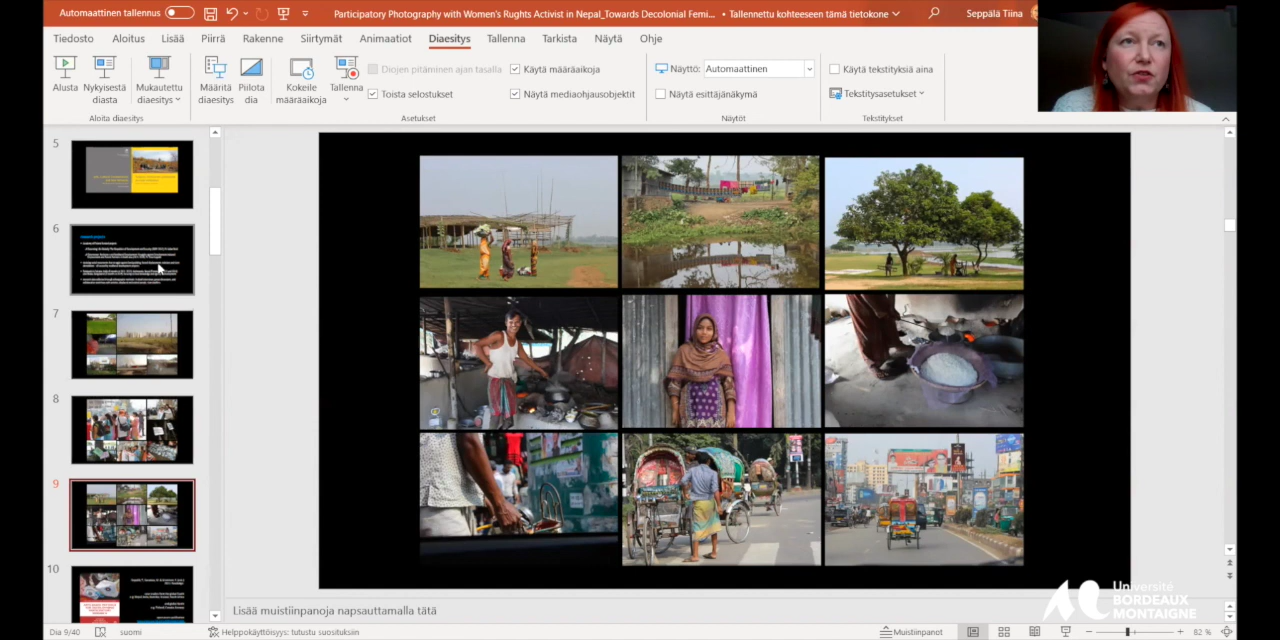 Automaattinen tallennus
Participatory Photography with Women's Rughts Activist in Nepal_Towards Decolonial Femi... • Tallennettu kohteeseen tämä tietokone
Seppälä Tiina
Tiedosto Aloitus Lisää Piirrä Rakenne Siirtymät Animaatiot Diaesitys Tallenna Tarkista Näytä Ohje
Alusta
Nykyisestä diasta
Mukautettu diaesitys
Aloita diaesitys
Määritä diaesitys
Piilota dia
Kokeile määräaikoja
Tallenna
Diojen pitäminen ajan tasalla
Toista selostukset
Käytä määräaikoja
Näytä mediaohjausobjektit
Asetukset
Näyttö: Automaattinen
Näytä esittäjänäkymä
Näytöt
Käytä tekstityksiä aina
Tekstitysasetukset
Tekstitykset
5
6
7
8
9
10
Lisää muistiinpanoja napsauttamalla tätä
Université
BORDEAUX
MONTAIGNE
Dia 9/40
suomi
Helppokäyttöisyys: tutustu suosituksiin
Muistiinpanot
82 %